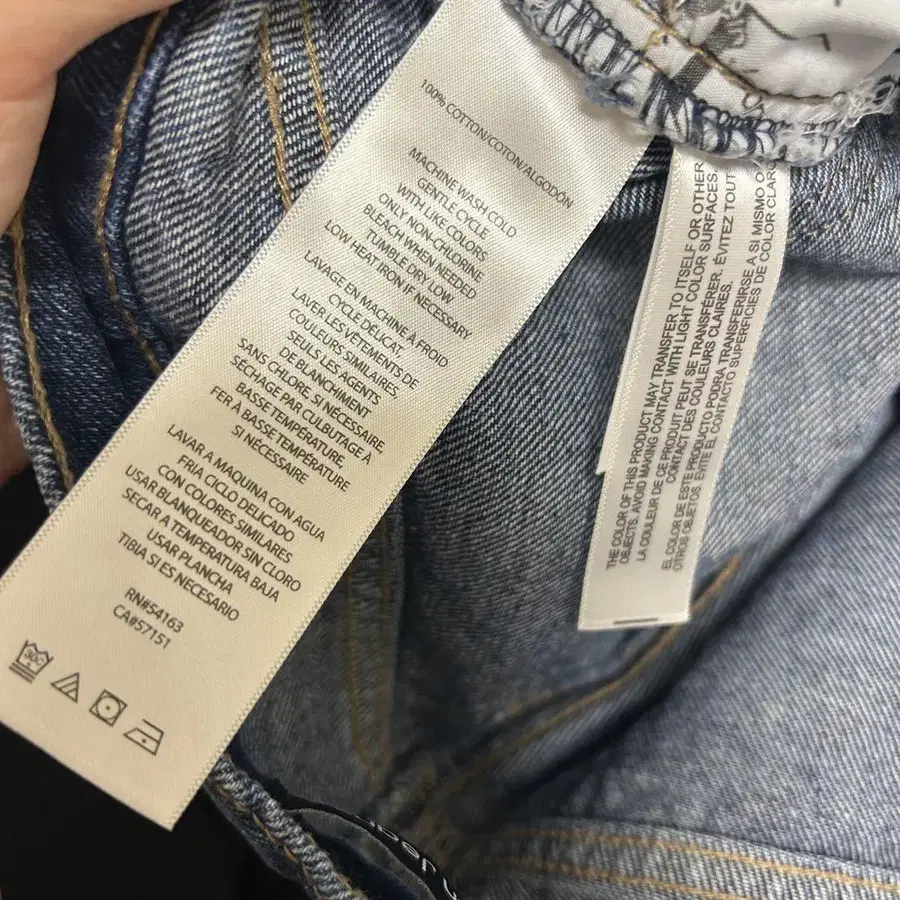 100% COTTON/COTON/ALGODÓN
MACHINE WASH COLD
GENTLE CYCLE
WITH LIKE COLORS
ONLY NON-CHLORINE
BLEACH WHEN NEEDED
TUMBLE DRY LOW
LOW HEAT IRON IF NECESSARY
LAVAGE EN MACHINE À FROID
CYCLE DÉLICAT,
LAVER LES VÊTEMENTS DE
COULEURS SIMILAIRES,
SEULS LES AGENTS
DE BLANCHIMENT
SANS CHLORE, SI NÉCESSAIRE,
SÉCHAGE PAR CULBUTAGE A
BASSE TEMPÉRATURE,
FER À BASSE TEMPÉRATURE
SI NÉCESSAIRE
LAVAR A MAQUINA CON AGUA
FRIA CICLO DELICADO
CON COLORES SIMILARES
USAR BLANQUEADOR SIN CLORO
SECAR A TEMPERATURA BAJA
USAR PLANCHA
TIBIA SI ES NECESARIO
RN#54163
CA#57151
30C
THE COLOR OF THIS PRODUCT MAY TRANSFER TO ITSELF OR OTHER
OBJECTS. AVOID MAKING CONTACT WITH LIGHT COLOR SURFACES.
LA COULEUR DE CE PRODUIT PEUT SE TRANSFÉRER. ÉVITEZ TOUT
CONTACT DES COULEURS CLAIRES.
EL COLOR DE ESTE PRODUCTO PODRA TRANSFERIRSE A SI MISMO O
OTROS OBJETOS. EVITE EL CONTACTO SUPERFICIES DE COLOR CLAR